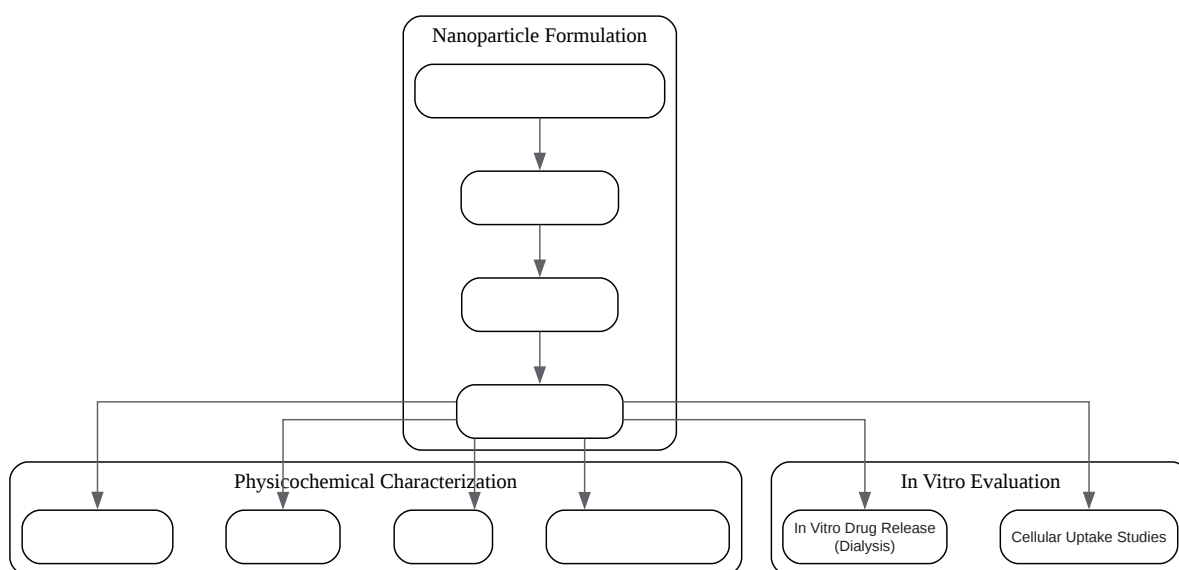 Nanoparticle Formulation
Physicochemical Characterization
In Vitro Evaluation
In Vitro Drug Release
(Dialysis)
Cellular Uptake Studies